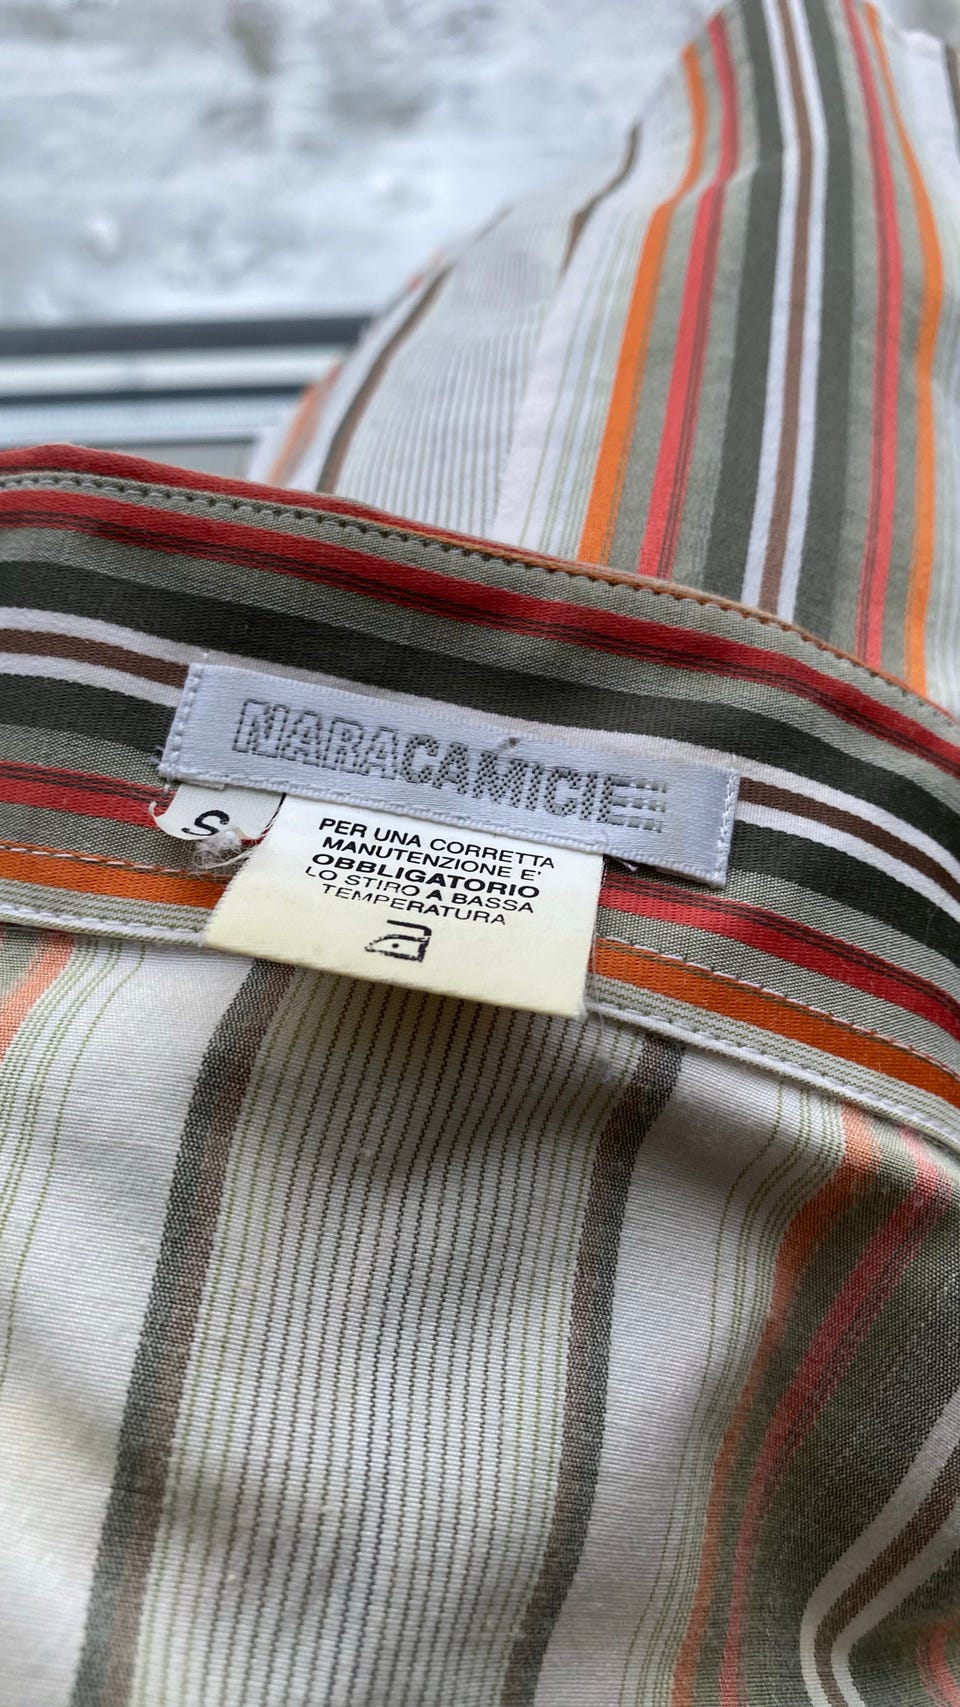 NARACAMICIE
S
PER UNA CORRETTA
MANUTENZIONE E'
OBBLIGATORIO
LO STIRO A BASSA
TEMPERATURA